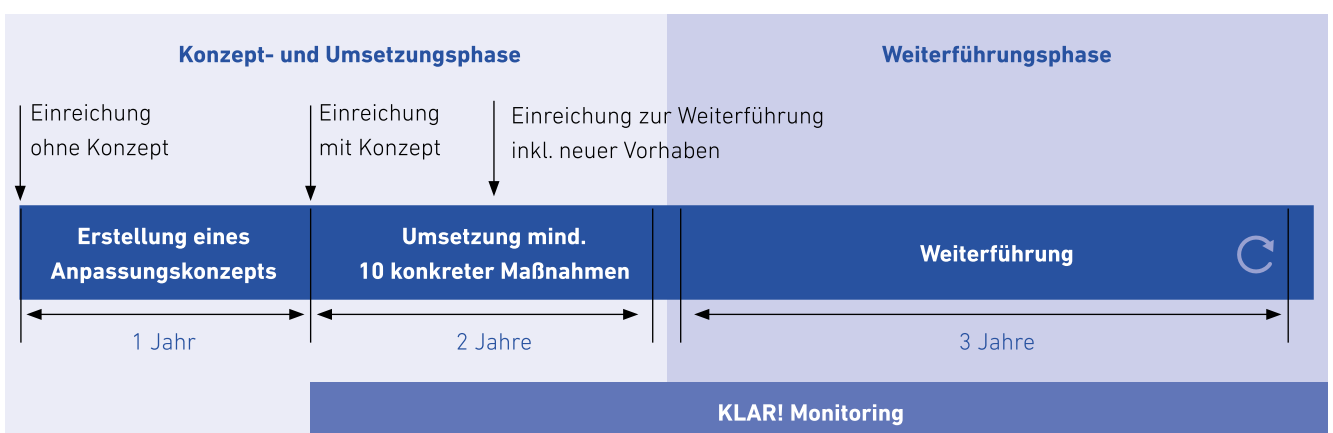 Konzept- und Umsetzungsphase
Weiterführungsphase
Einreichung
ohne Konzept
Einreichung
mit Konzept
Einreichung zur Weiterführung
inkl. neuer Vorhaben
Erstellung eines
Anpassungskonzepts
Umsetzung mind.
10 konkreter Maßnahmen
Weiterführung
1 Jahr
2 Jahre
3 Jahre
KLAR! Monitoring